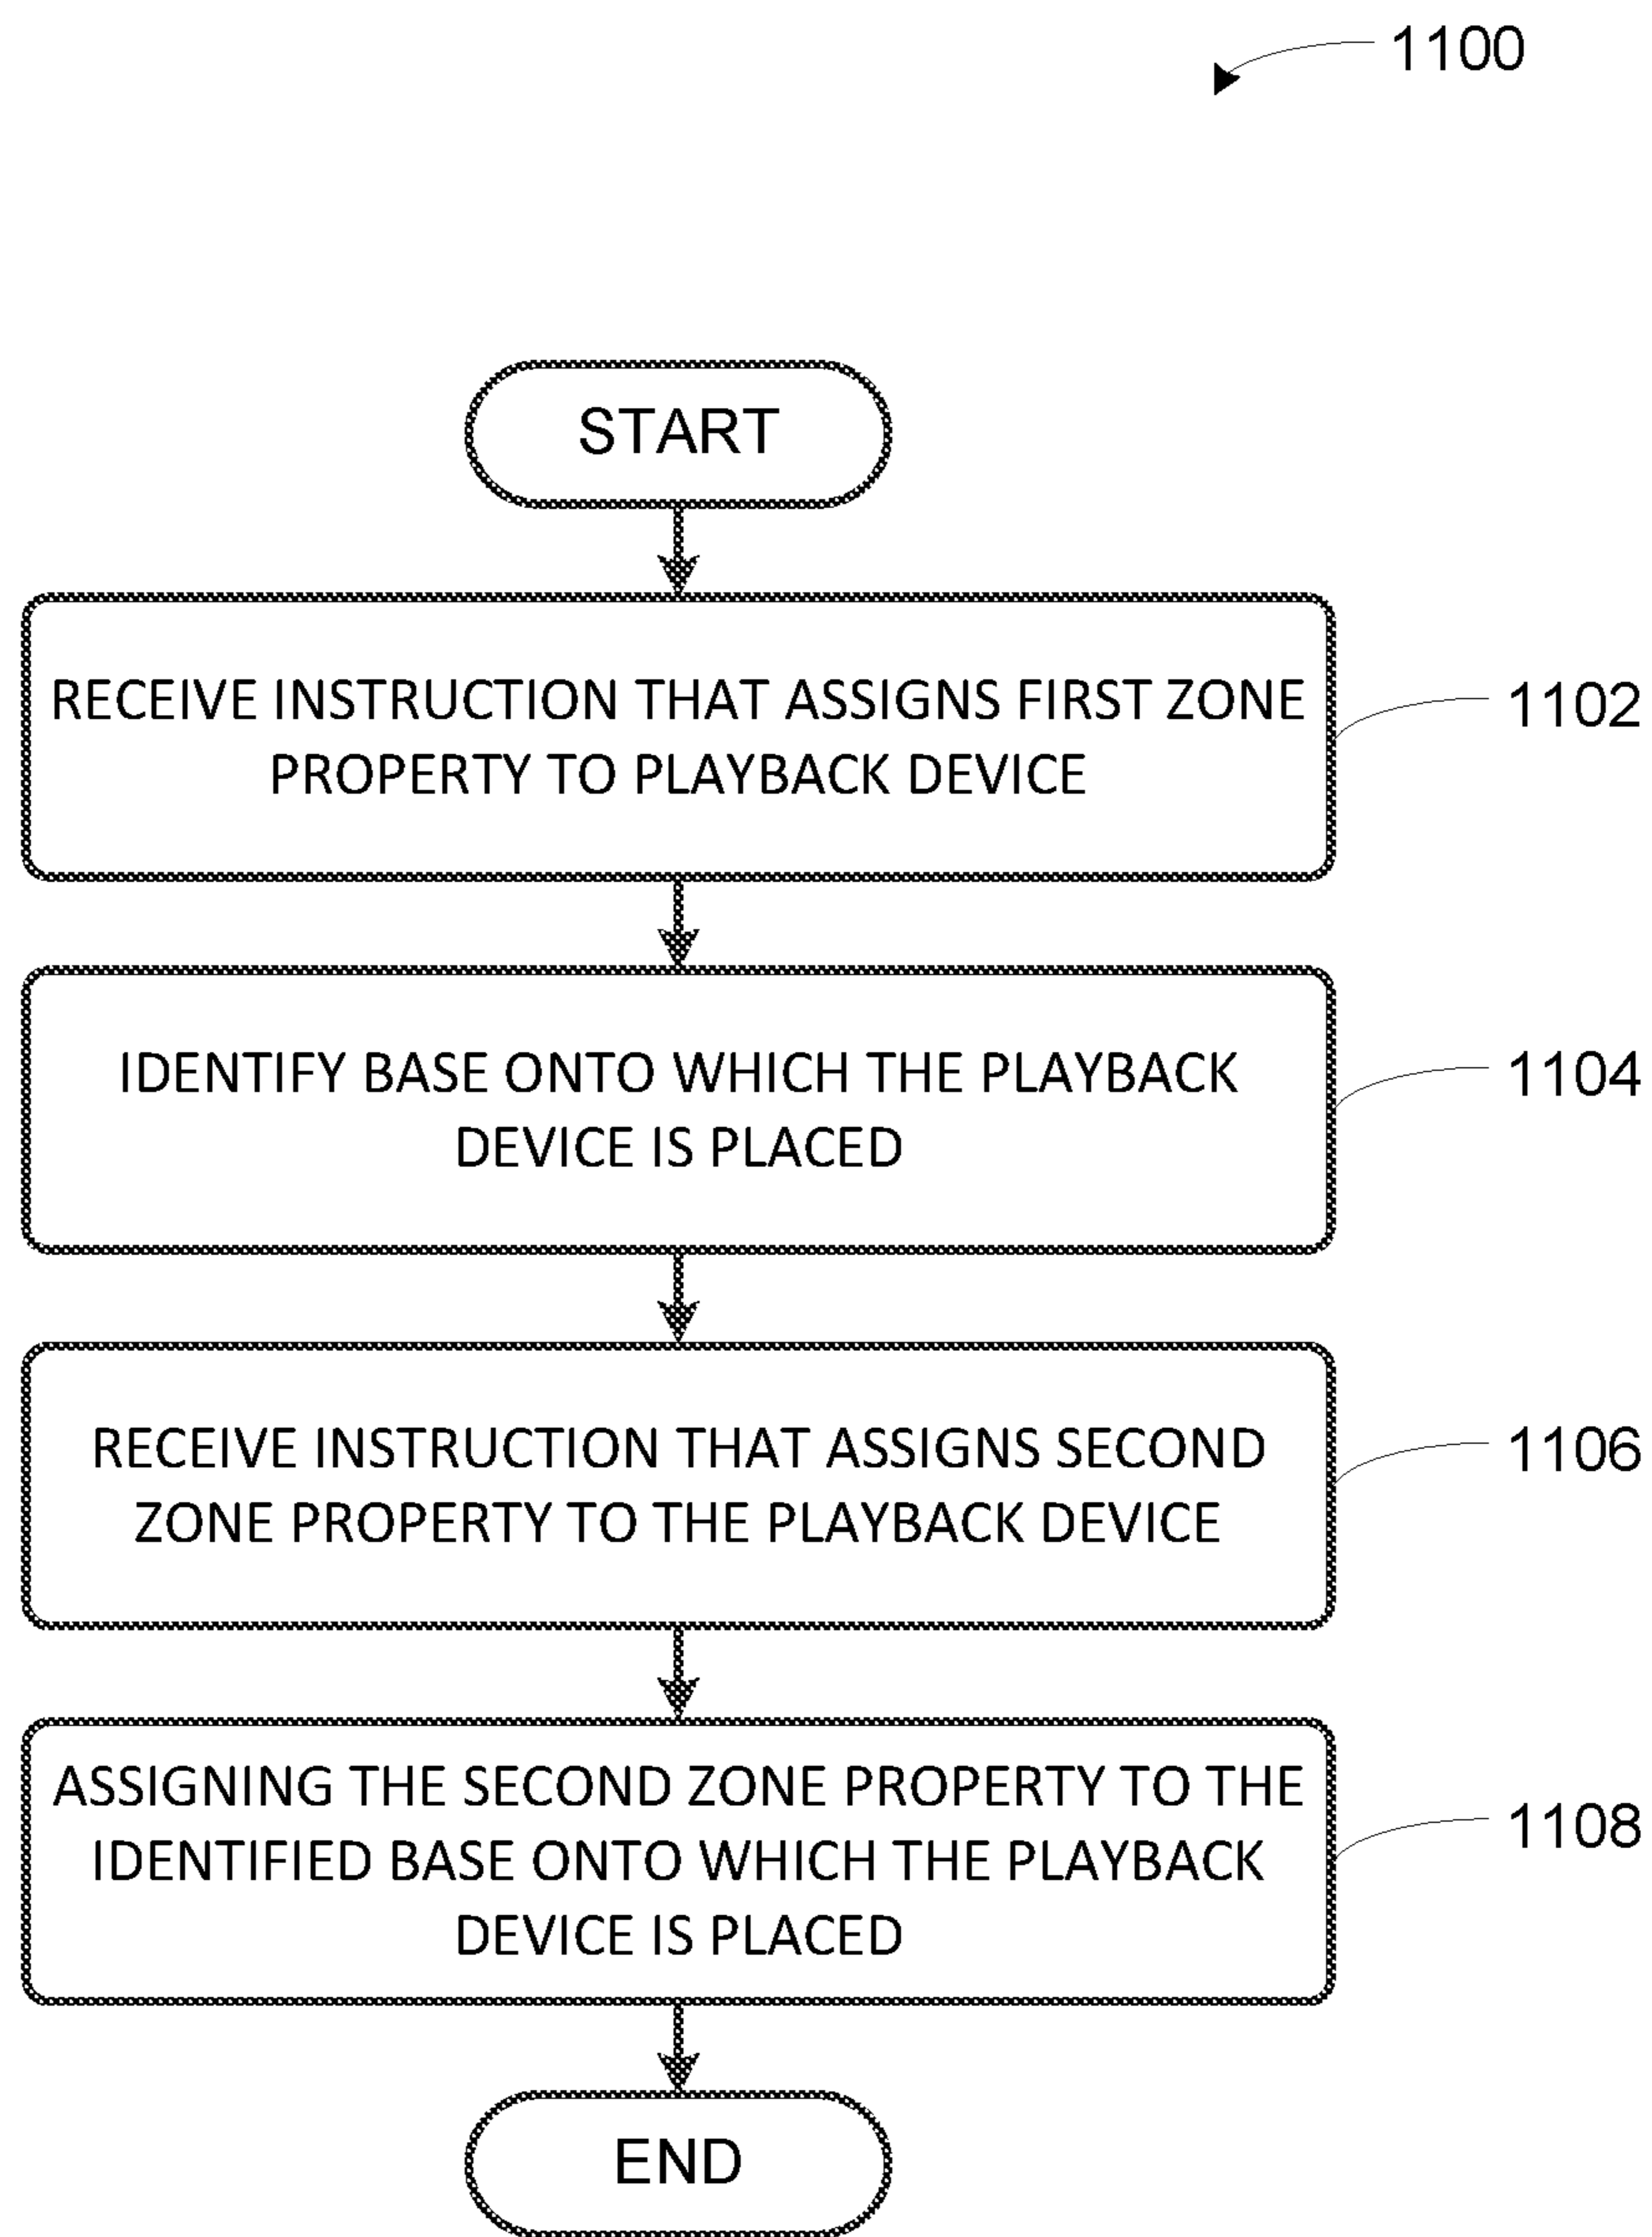 1100
START
RECEIVE INSTRUCTION THAT ASSIGNS FIRST ZONE
PROPERTY TO PLAYBACK DEVICE
1102
IDENTIFY BASE ONTO WHICH THE PLAYBACK
DEVICE IS PLACED
1104
RECEIVE INSTRUCTION THAT ASSIGNS SECOND
ZONE PROPERTY TO THE PLAYBACK DEVICE
1106
ASSIGNING THE SECOND ZONE PROPERTY TO THE
IDENTIFIED BASE ONTO WHICH THE PLAYBACK
DEVICE IS PLACED
1108
END